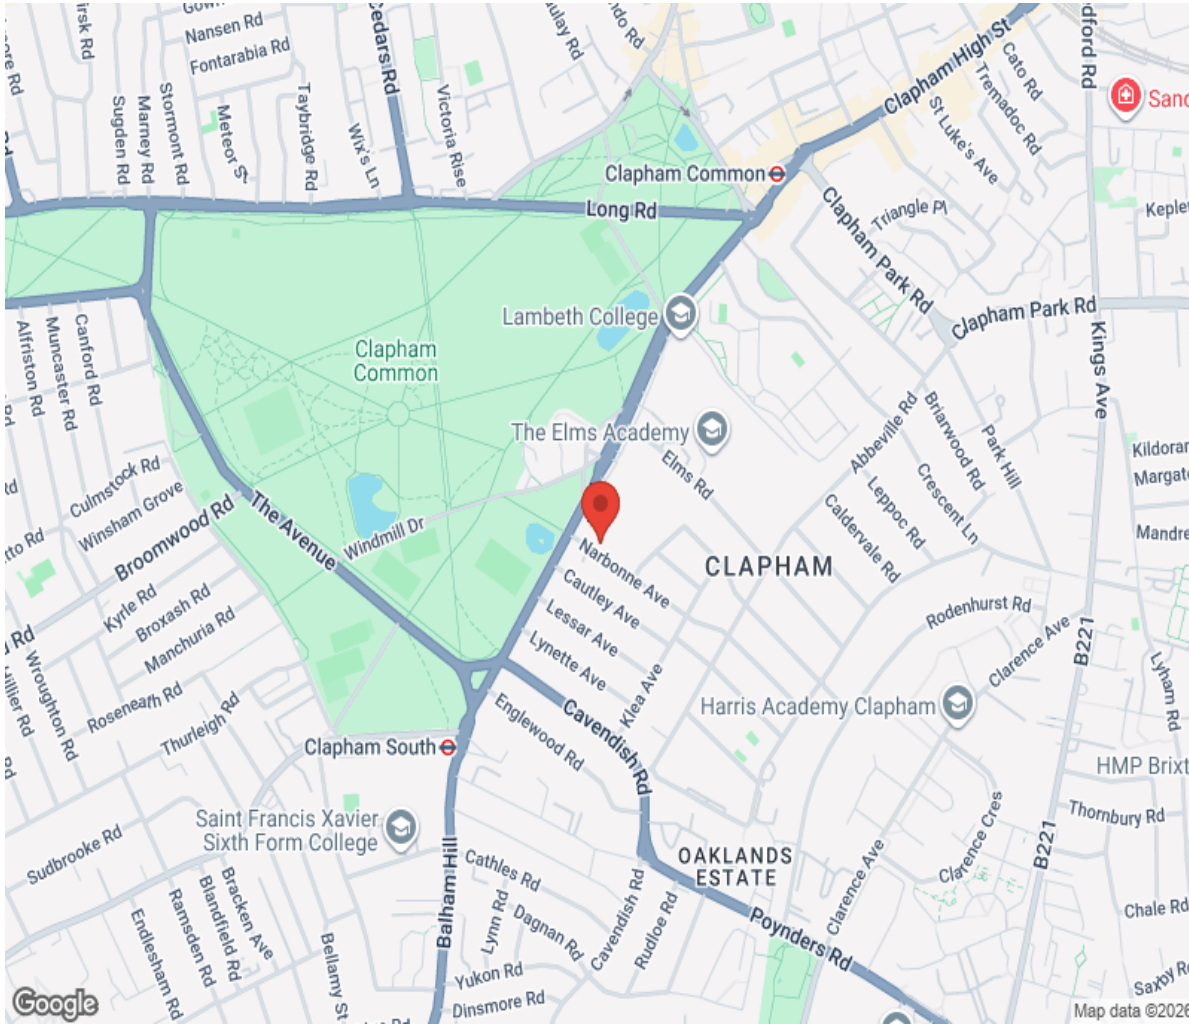 Nansen Rd
Fontarabia Rd
Cedars Rd
Clapham High St
Cato Rd
Tremadoc Rd
St Luke's Ave
Sugden Rd
Marney Rd
Stormont Rd
Meteor St
Taybridge Rd
Wix's Ln
Victoria Rise
Clapham Common
Long Rd
Triangle Pl
Clapham Park Rd
Clapham Park Rd
Kings Ave
Lambeth College
Clapham
Common
Alfriston Rd
Muncaster Rd
Canford Rd
The Elms Academy
Elms Rd
Abbeville Rd
Briarwood Rd
Park Hill
Leppoc Rd
Crescent Ln
Caldervale Rd
Culmstock Rd
Winsham Grove
Broomwood Rd
The Avenue
Windmill Dr
Narbonne Ave
CLAPHAM
Cautley Ave
Lessar Ave
Lynette Ave
Klea Ave
Rodenhurst Rd
Clarence Ave
B221
Lyham Rd
Kyrle Rd
Broxash Rd
Manchuria Rd
Wroughton Rd
Roseneath Rd
Thurleigh Rd
Englewood Rd
Cavendish Rd
Harris Academy Clapham
Clapham South
HMP Brixt
Thornbury Rd
Saint Francis Xavier
Sixth Form College
Sudbrooke Rd
Balham Hill
Cathles Rd
OAKLANDS
ESTATE
Clarence Cres
Clarence Ave
B221
Chale Rd
Bracken Ave
Blandfield Rd
Ramsden Rd
Endlesham Rd
Bellamy St
Lynn Rd
Dagnan Rd
Cavendish Rd
Rudloe Rd
Poynders Rd
Yukon Rd
Dinsmore Rd
Saxby Rd
Google
Map data ©2026